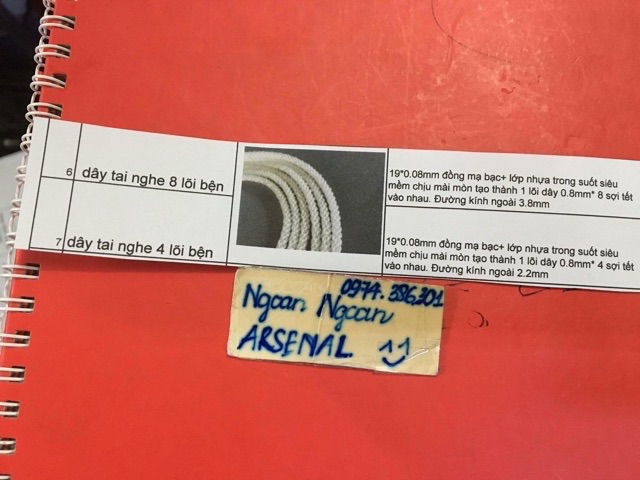 6 dây tai nghe 8 lõi bện
19*0.08mm đồng mạ bạc+ lớp nhựa trong suốt siêu
mềm chịu mài mòn tạo thành 1 lõi dây 0.8mm* 8 sợi tết
vào nhau. Đường kính ngoài 3.8mm
7 dây tai nghe 4 lõi bện
19*0.08mm đồng mạ bạc+ lớp nhựa trong suốt siêu
mềm chịu mài mòn tạo thành 1 lõi dây 0.8mm* 4 sợi tết
vào nhau. Đường kính ngoài 2.2mm
0974.386.301
Ngoan Ngoan
ARSENAL